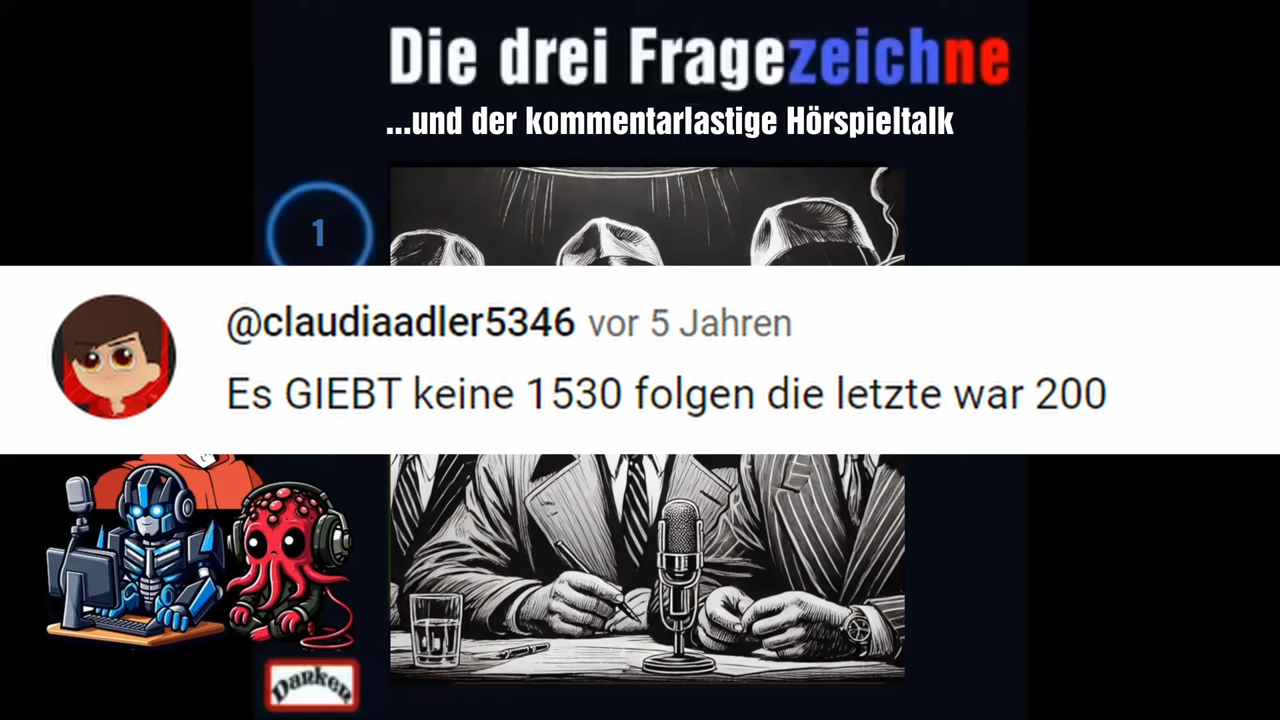 Die drei Fragezeichne
...und der kommentarlastige Hörspieltalk
1
@claudiaadler5346 vor 5 Jahren
Es GIEBT keine 1530 folgen die letzte war 200
Danken